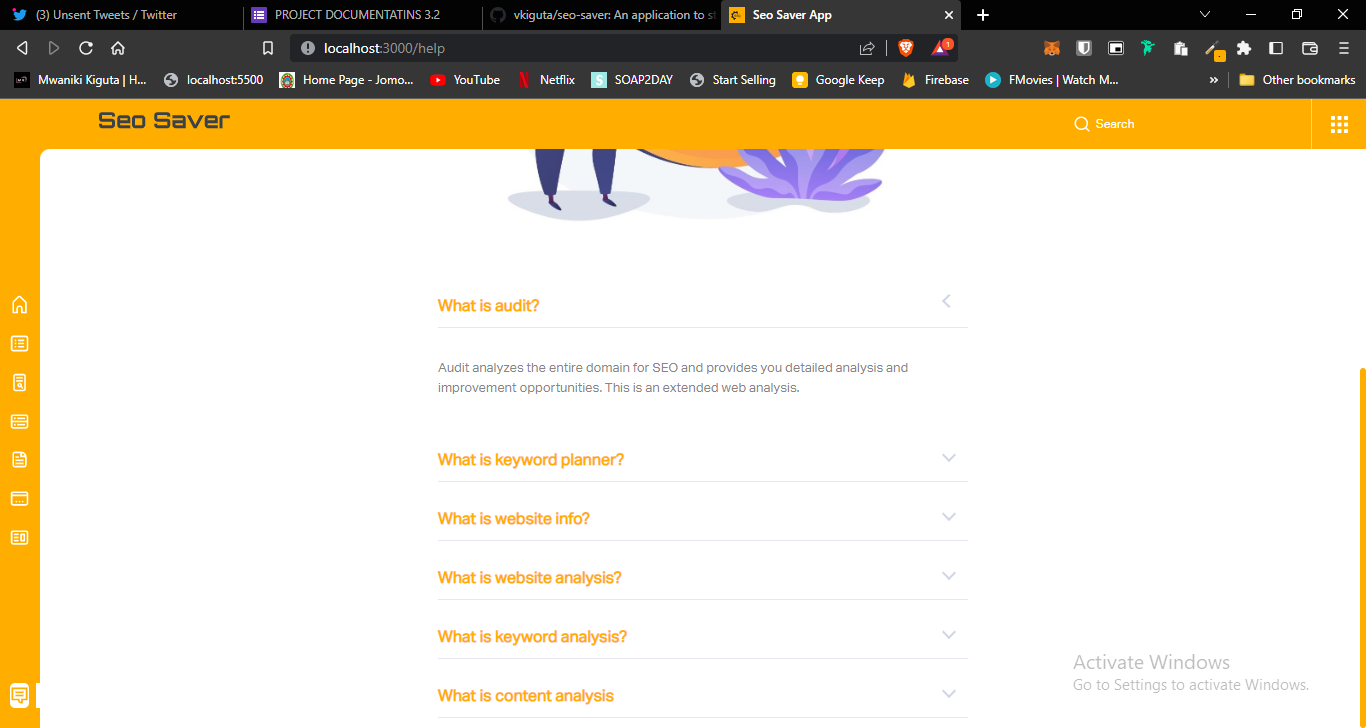 (3) Unsent Tweets / Twitter
PROJECT DOCUMENTATINS 3.2
vkiguta/seo-saver: An application to st
Seo Saver App
localhost:3000/help
1
Mwaniki Kiguta | H...
localhost:5500
Home Page - Jomo...
YouTube
Netflix
S
SOAP2DAY
Start Selling
Google Keep
Firebase
FMovies | Watch M...
»
Other bookmarks
Seo Saver
Search
What is audit?
Audit analyzes the entire domain for SEO and provides you detailed analysis and
improvement opportunities. This is an extended web analysis.
What is keyword planner?
What is website info?
What is website analysis?
What is keyword analysis?
What is content analysis
Activate Windows
Go to Settings to activate Windows.